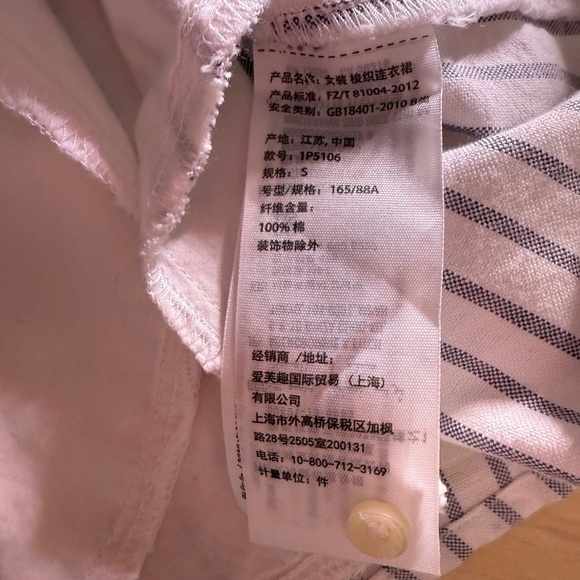 产品名称: 女装 梭织连衣裙
产品标准: FZ/T 81004-2012
安全类别: GB18401-2010 B类
产地: 江苏, 中国
款号: 1P5106
规格: S
号型/规格: 165/88A
纤维含量:
100% 棉
装饰物除外
经销商 /地址:
爱芙趣国际贸易 (上海)
有限公司
上海市外高桥保税区加枫
路28号2505室200131
电话: 10-800-712-3169
计量单位: 件